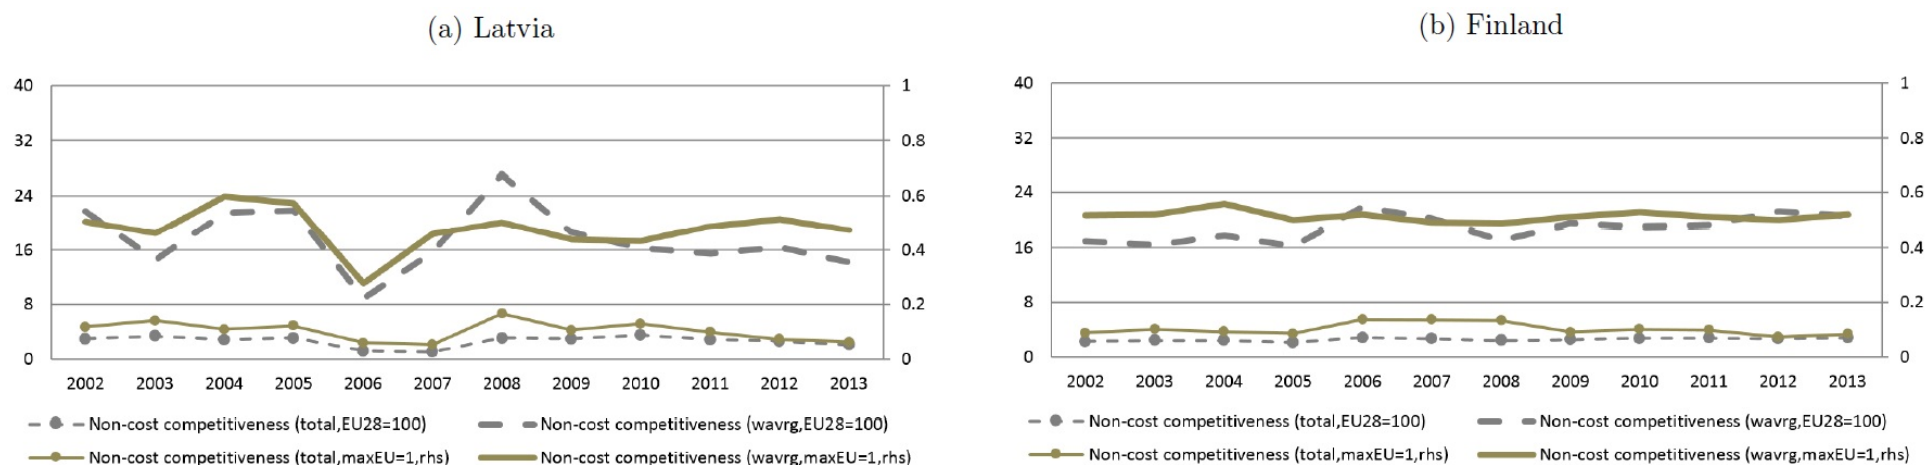 (a) Latvia
40 1
32 0.8
24 0.6
16 0.4
8 0.2
0 0
2002 2003 2004 2005 2006 2007 2008 2009 2010 2011 2012 2013
Non-cost competitiveness (total,EU28=100) Non-cost competitiveness (wavrg,EU28=100)
Non-cost competitiveness (total,maxEU=1,rhs) Non-cost competitiveness (wavrg,maxEU=1,rhs)
(b) Finland
40 1
32 0.8
24 0.6
16 0.4
8 0.2
0 0
2002 2003 2004 2005 2006 2007 2008 2009 2010 2011 2012 2013
Non-cost competitiveness (total,EU28=100) Non-cost competitiveness (wavrg,EU28=100)
Non-cost competitiveness (total,maxEU=1,rhs) Non-cost competitiveness (wavrg,maxEU=1,rhs)